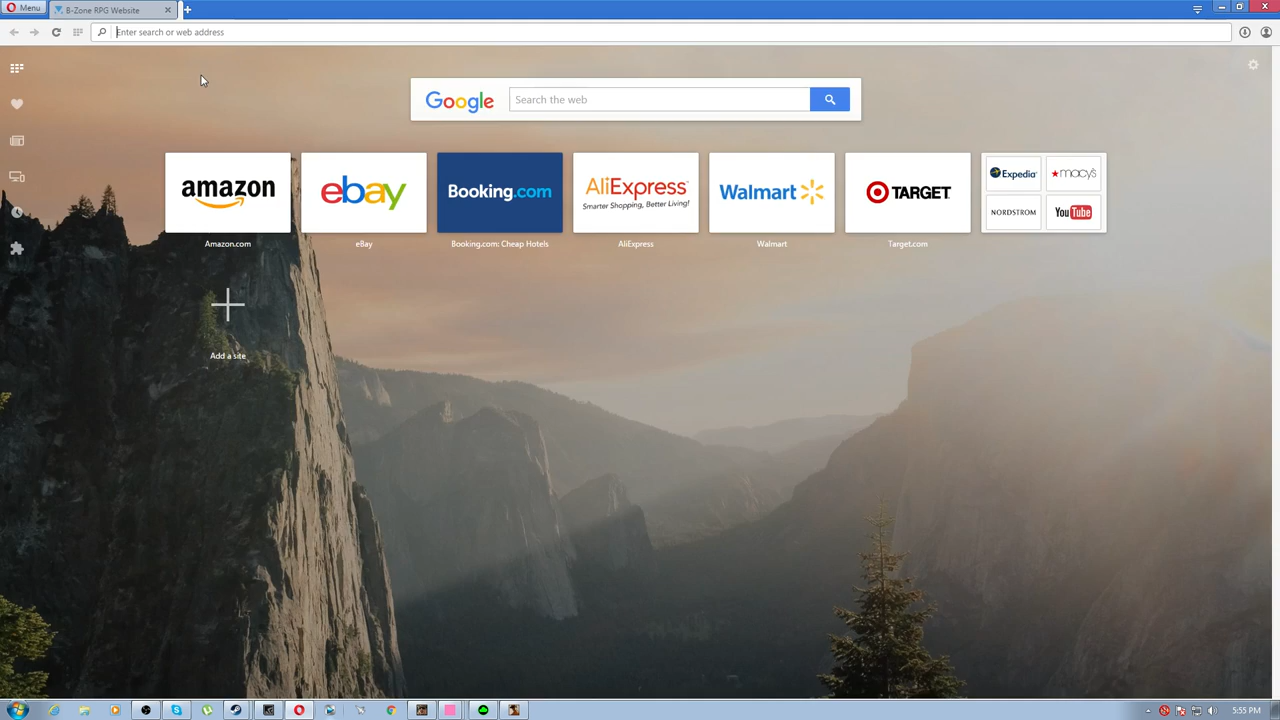 Menu
B-Zone RPG Website
Enter search or web address
Google
Search the web
amazon
ebay
Booking.com
AliExpress
Smarter Shopping, Better Living!
Walmart
TARGET
Expedia
macy's
NORDSTROM
YouTube
Amazon.com
eBay
Booking.com: Cheap Hotels
AliExpress
Walmart
Target.com
Add a site
5:55 PM